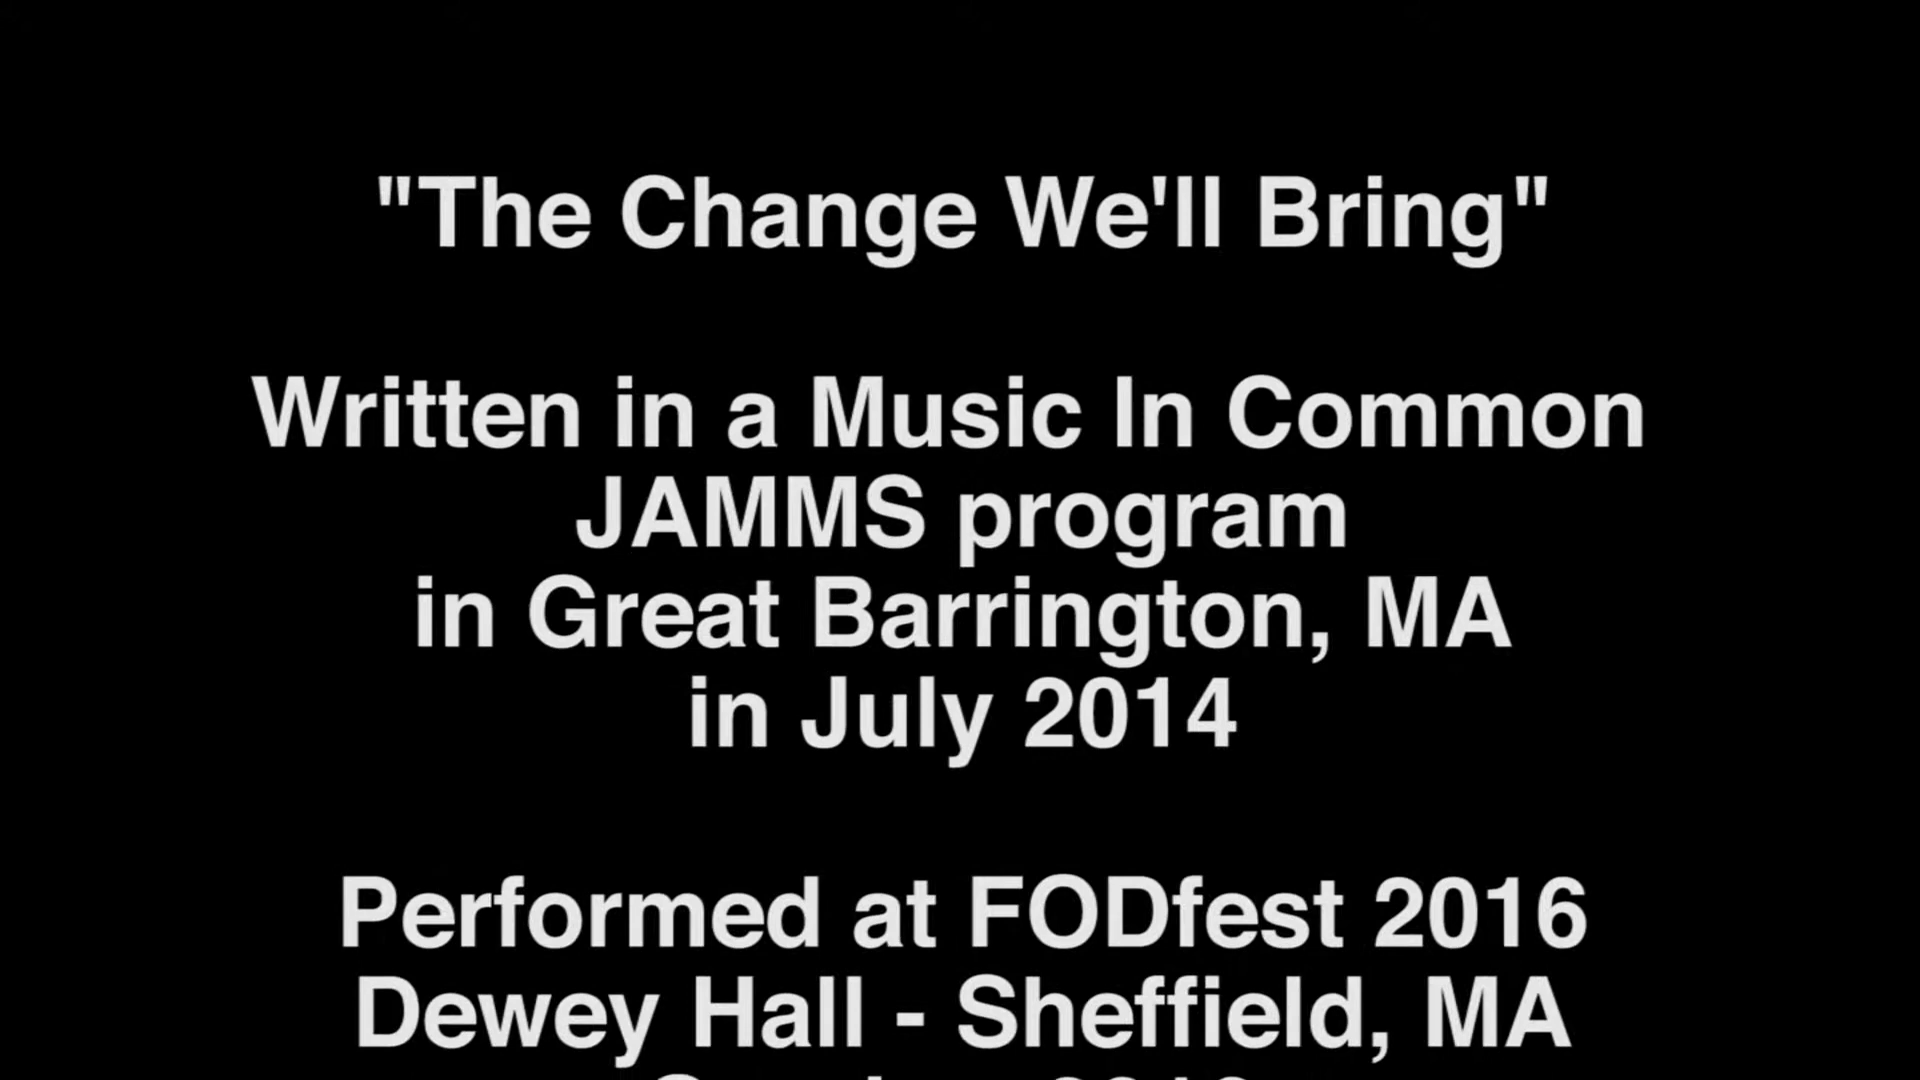 "The Change We'll Bring"
Written in a Music In Common
JAMMS program
in Great Barrington, MA
in July 2014
Performed at FODfest 2016
Dewey Hall - Sheffield, MA